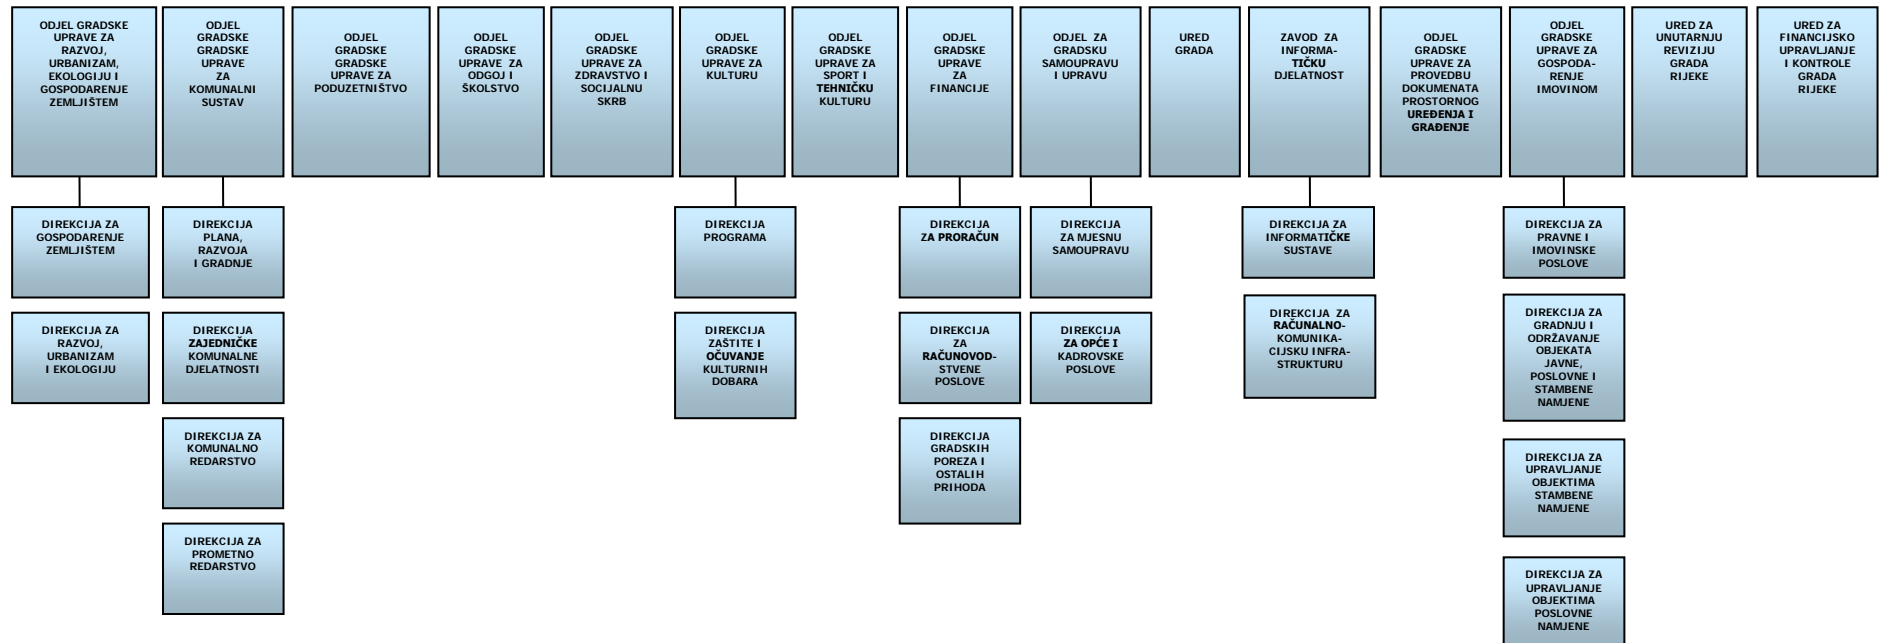 ODJEL GRADSKE
UPRAVE ZA
RAZVOJ,
URBANIZAM,
EKOLOGIJU I
GOSPODARENJE
ZEMLJIŠTEM
ODJEL
GRADSKE
GRADSKE
UPRAVE
ZA
KOMUNALNI
SUSTAV
ODJEL
GRADSKE
GRADSKE
UPRAVE ZA
PODUZETNIŠTVO
ODJEL
GRADSKE
UPRAVE ZA
ODGOJ I
ŠKOLSTVO
ODJEL
GRADSKE
UPRAVE ZA
ZDRAVSTVO I
SOCIJALNU
SKRB
ODJEL
GRADSKE
UPRAVE ZA
KULTURU
ODJEL
GRADSKE
UPRAVE ZA
SPORT I
TEHNIČKU
KULTURU
ODJEL
GRADSKE
UPRAVE
ZA
FINANCIJE
ODJEL ZA
GRADSKU
SAMOUPRAVU
I UPRAVU
URED
GRADA
ZAVOD ZA
INFORMA-
TIČKU
DJELATNOST
ODJEL
GRADSKE
UPRAVE ZA
PROVEDBU
DOKUMENATA
PROSTORNOG
UREĐENJA I
GRAĐENJE
ODJEL
GRADSKE
UPRAVE ZA
GOSPODA-
RENJE
IMOVINOM
URED ZA
UNUTARNJU
REVIZIJU
GRADA
RIJEKE
URED ZA
FINANCIJSKO
UPRAVLJANJE
I KONTROLE
GRADA
RIJEKE
DIREKCIJA ZA
GOSPODARENJE
ZEMLJIŠTEM
DIREKCIJA
PLANA,
RAZVOJA
I GRADNJE
DIREKCIJA
PROGRAMA
DIREKCIJA
ZA PRORAČUN
DIREKCIJA
ZA MJESNU
SAMOUPRAVU
DIREKCIJA ZA
INFORMATIČKE
SUSTAVE
DIREKCIJA ZA
PRAVNE I
IMOVINSKE
POSLOVE
DIREKCIJA ZA
RAZVOJ,
URBANIZAM
I EKOLOGIJU
DIREKCIJA
ZAJEDNIČKE
KOMUNALNE
DJELATNOSTI
DIREKCIJA
ZAŠTITE I
OČUVANJE
KULTURNIH
DOBARA
DIREKCIJA
ZA
RAČUNOVOD-
STVENE
POSLOVE
DIREKCIJA
ZA OPĆE I
KADROVSKE
POSLOVE
DIREKCIJA ZA
RAČUNALNO-
KOMUNIKA-
CIJSKU INFRA-
STRUKTURU
DIREKCIJA ZA
GRADNJU I
ODRŽAVANJE
OBJEKATA
JAVNE,
POSLOVNE I
STAMBENE
NAMJENE
DIREKCIJA ZA
KOMUNALNO
REDARSTVO
DIREKCIJA
GRADSKIH
POREZA I
OSTALIH
PRIHODA
DIREKCIJA ZA
UPRAVLJANJE
OBJEKTIMA
STAMBENE
NAMJENE
DIREKCIJA ZA
PROMETNO
REDARSTVO
DIREKCIJA ZA
UPRAVLJANJE
OBJEKTIMA
POSLOVNE
NAMJENE